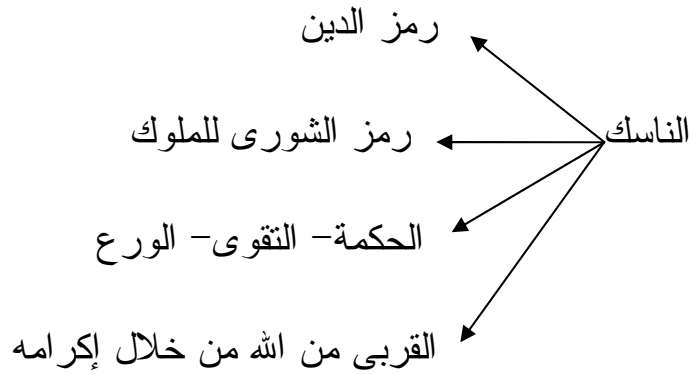 رمز الدين
الناسك
رمز الشورى للملوك
الحكمة– التقوى– الورع
القربى من الله من خلال إكرامه